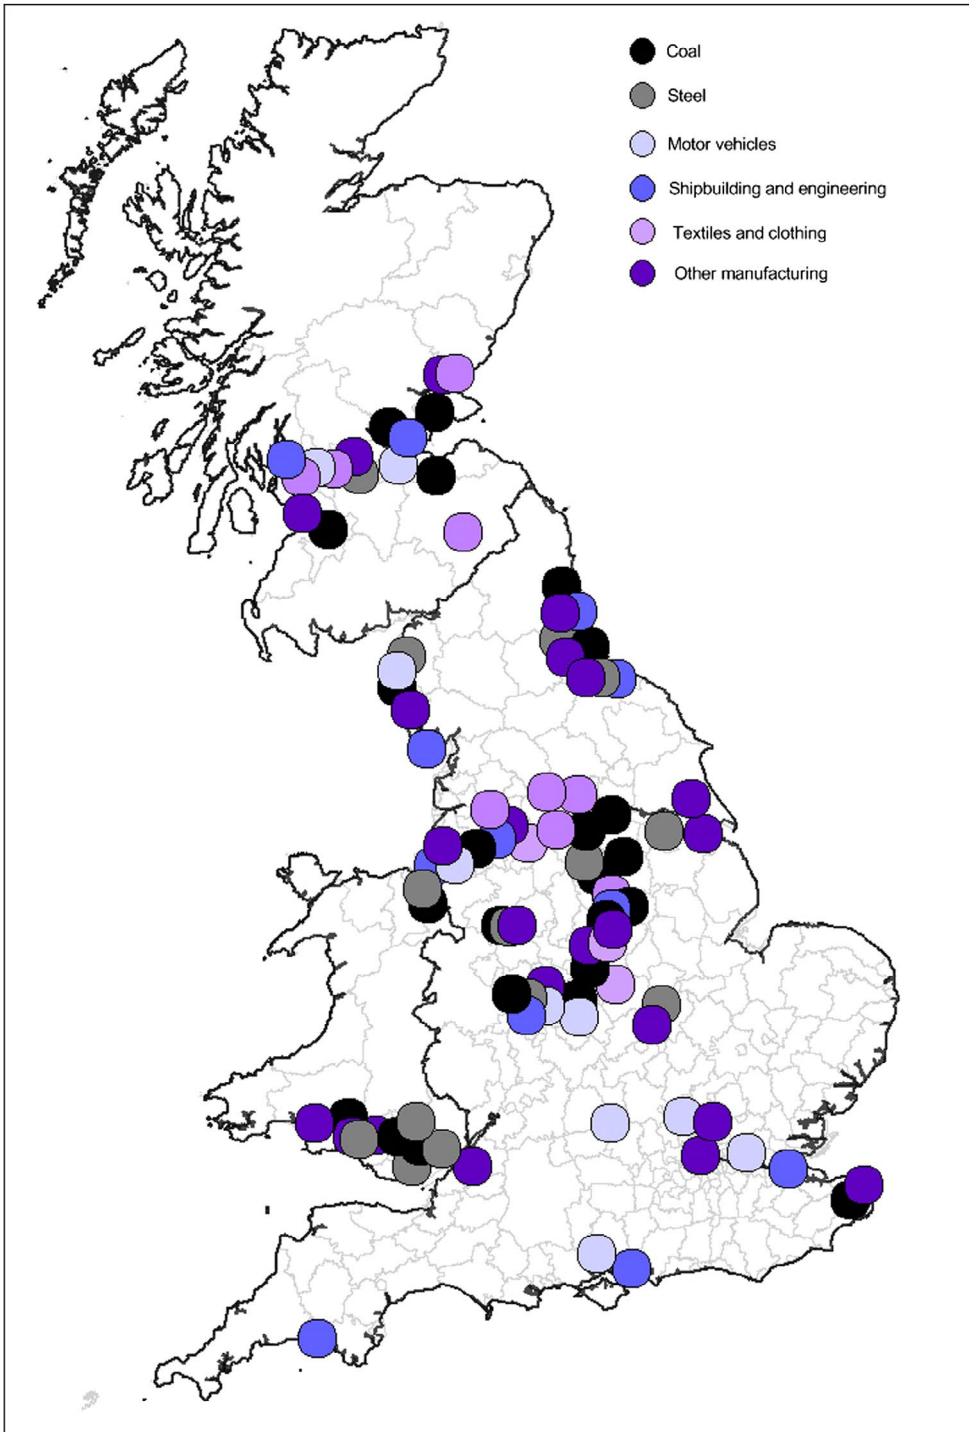 Coal
Steel
Motor vehicles
Shipbuilding and engineering
Textiles and clothing
Other manufacturing